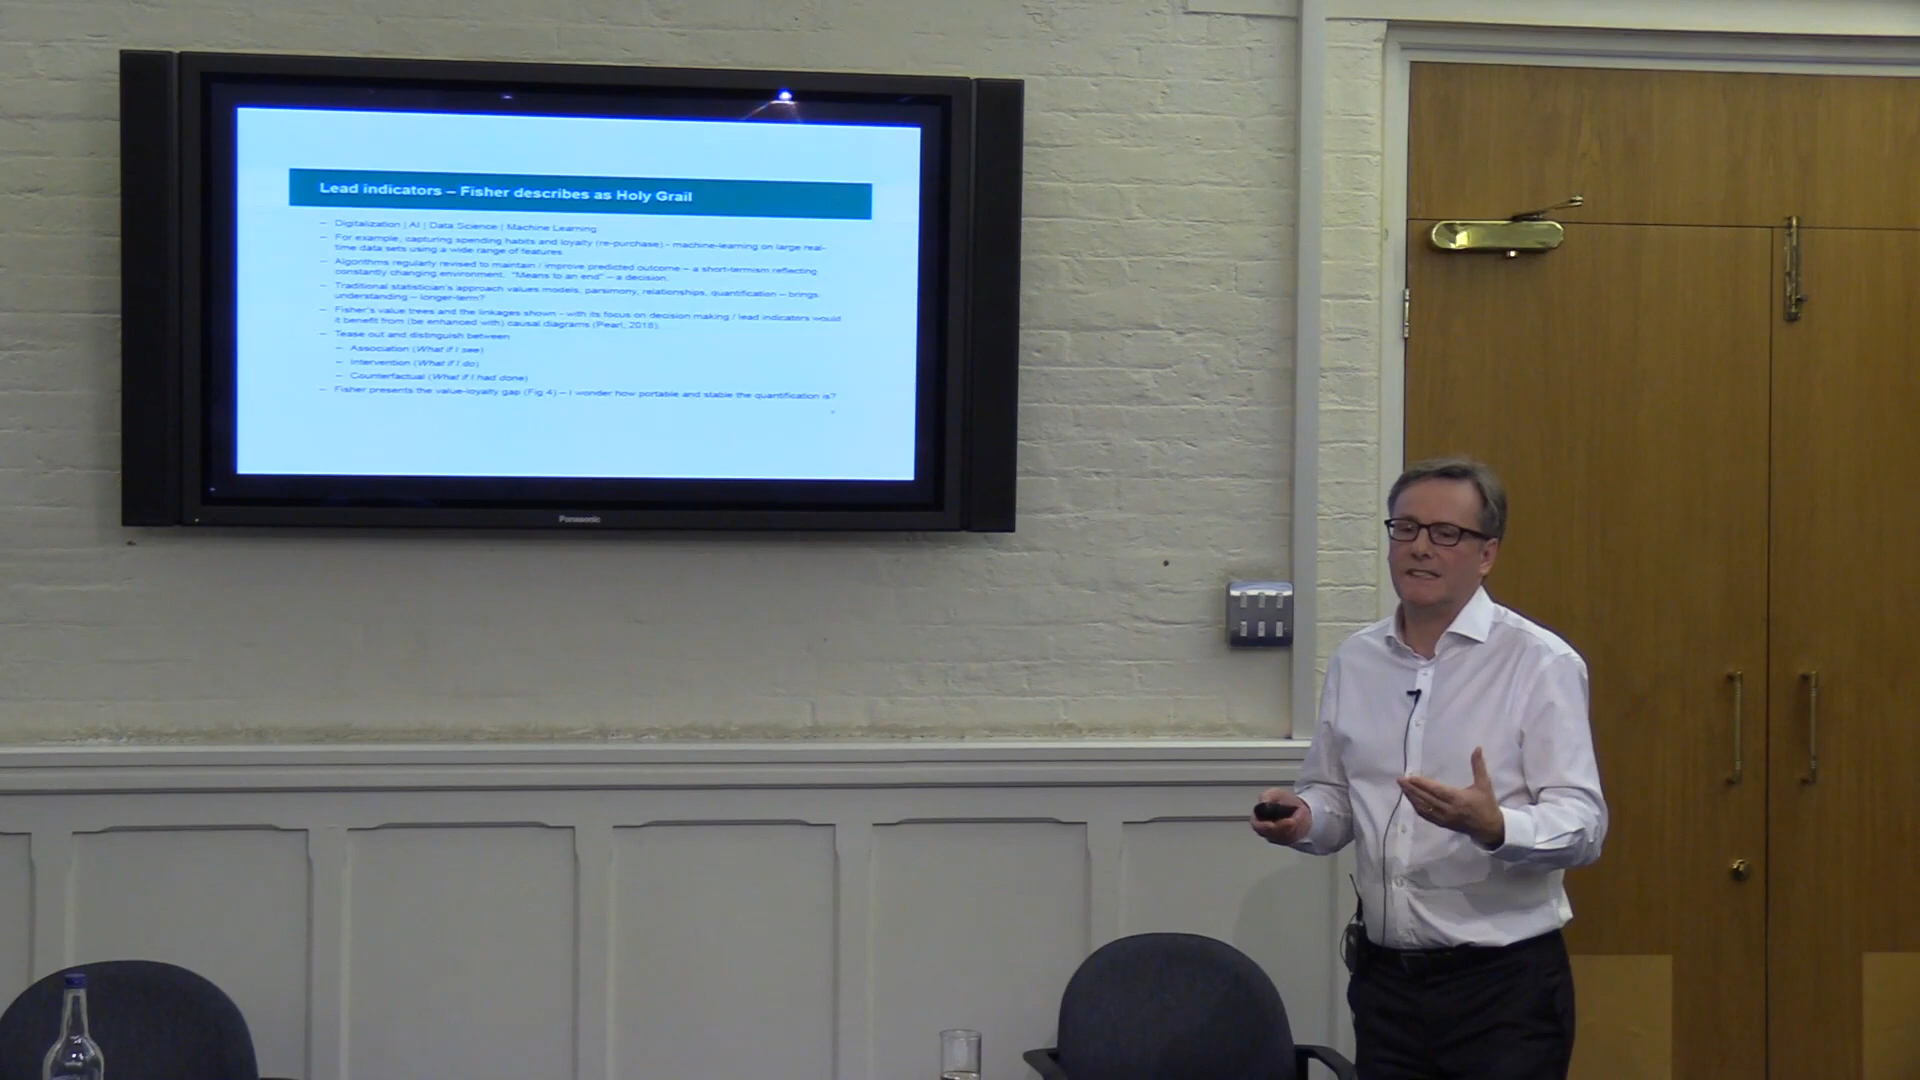 Lead indicators – Fisher describes as Holy Grail
– Digitalization | AI | Data Science | Machine Learning
– For example, capturing spending habits and loyalty (re-purchase) - machine-learning on large real-
time data sets using a wide range of features.
– Algorithms regularly revised to maintain / improve predicted outcome – a short-termism reflecting
constantly changing environment. "Means to an end" – a decision.
– Traditional statistician's approach values models, parsimony, relationships, quantification – brings
understanding – longer-term?
– Fisher's value trees and the linkages shown - with its focus on decision making / lead indicators would
it benefit from (be enhanced with) causal diagrams (Pearl, 2018).
– Tease out and distinguish between
– Association (What if I see)
– Intervention (What if I do)
– Counterfactual (What if I had done)
– Fisher presents the value-loyalty gap (Fig 4) – I wonder how portable and stable the quantification is?
Panasonic